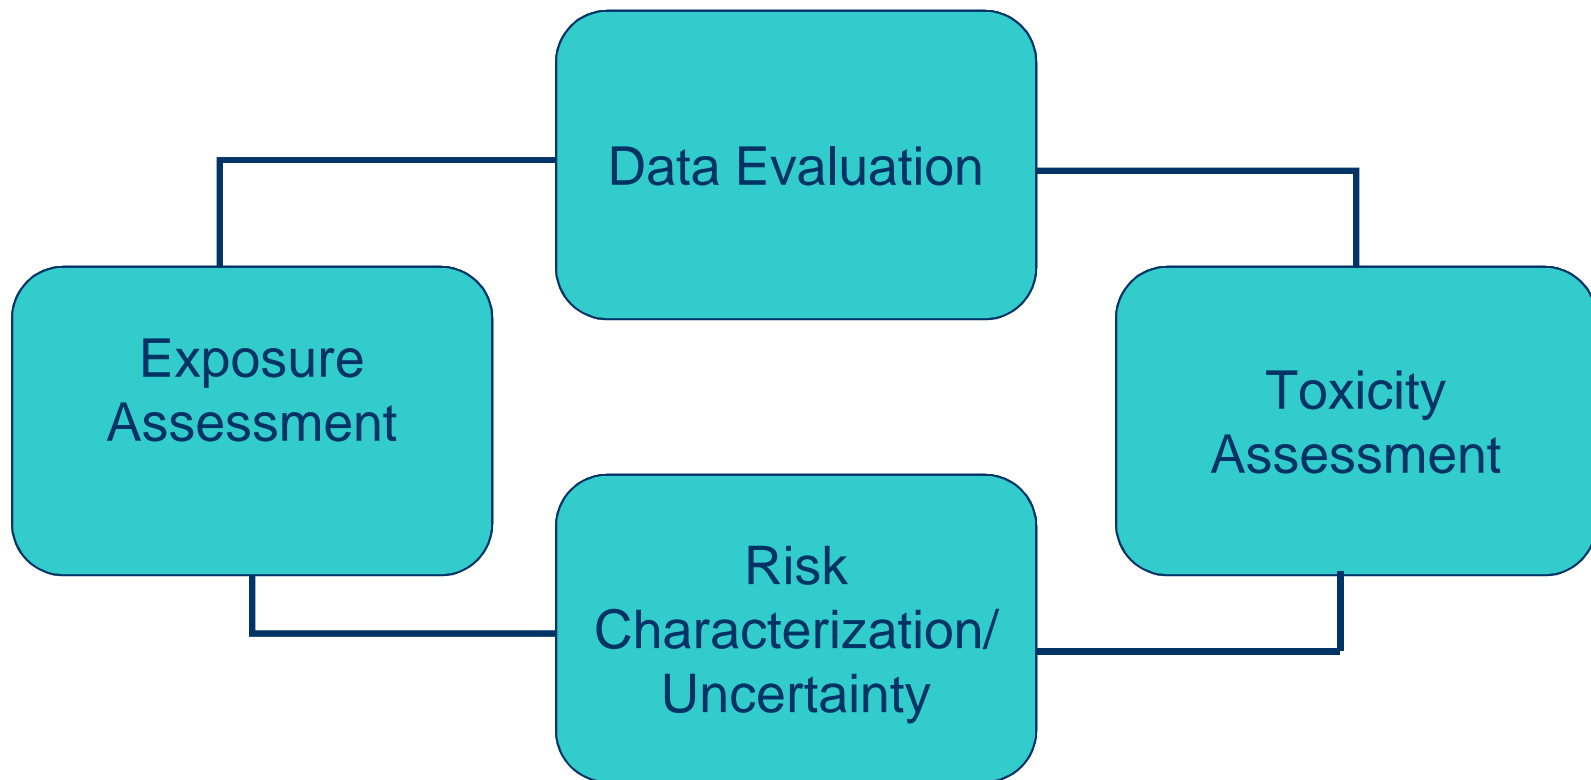 Data Evaluation
Exposure
Assessment
Toxicity
Assessment
Risk
Characterization/
Uncertainty